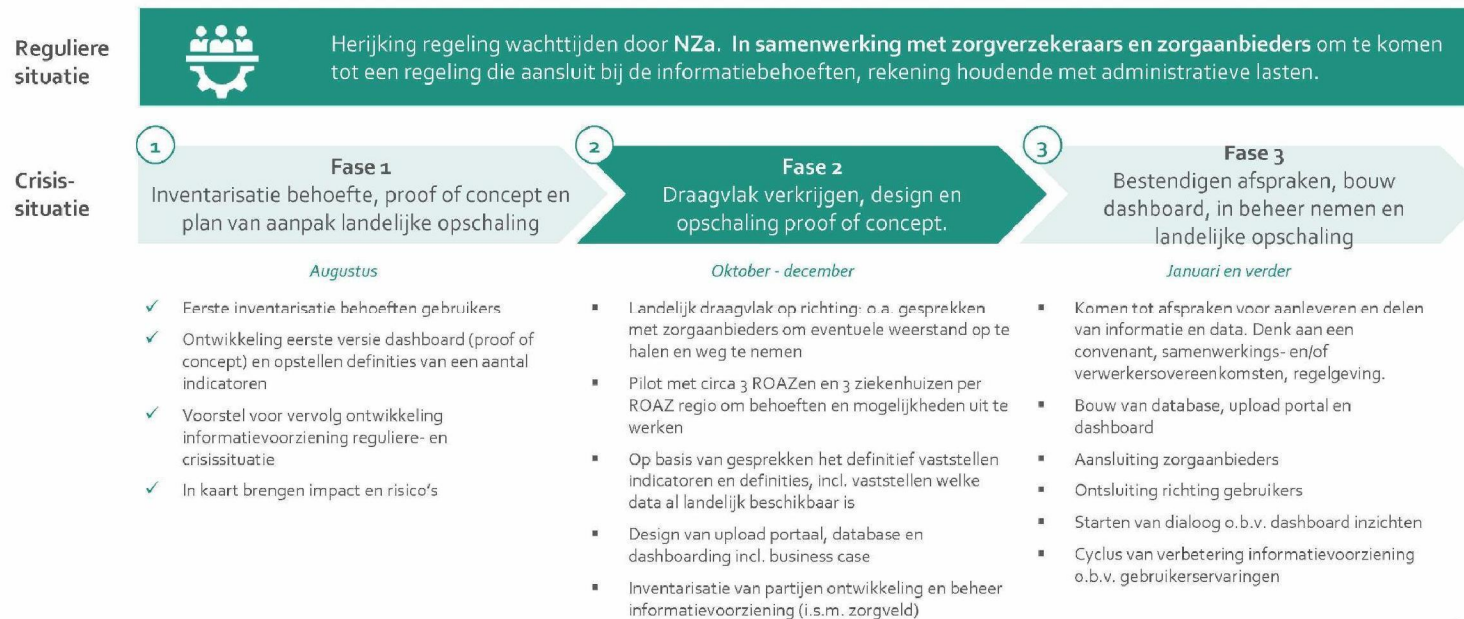 Reguliere
situatie
Herijking regeling wachttijden door NZa. In samenwerking met zorgverzekeraars en zorgaanbieders om te komen
tot een regeling die aansluit bij de informatiebehoeften, rekening houdende met administratieve lasten.
Crisis-
situatie
1
Fase 1
Inventarisatie behoefte, proof of concept en
plan van aanpak landelijke opschaling
2
Fase 2
Draagvlak verkrijgen, design en
opschaling proof of concept.
3
Fase 3
Bestendigen afspraken, bouw
dashboard, in beheer nemen en
landelijke opschaling
Augustus
✓ Eerste inventarisatie behoeften gebruikers
✓ Ontwikkeling eerste versie dashboard (proof of
concept) en opstellen definities van een aantal
indicatoren
✓ Voorstel voor vervolg ontwikkeling
informatievoorziening reguliere- en
crisissituatie
✓ In kaart brengen impact en risico's
Oktober - december
▪ Landelijk draagvlak op richting: o.a. gesprekken
met zorgaanbieders om eventuele weerstand op te
halen en weg te nemen
▪ Pilot met circa 3 ROAZen en 3 ziekenhuizen per
ROAZ regio om behoeften en mogelijkheden uit te
werken
▪ Op basis van gesprekken het definitief vaststellen
indicatoren en definities, incl. vaststellen welke
data al landelijk beschikbaar is
▪ Design van upload portaal, database en
dashboarding incl. business case
▪ Inventarisatie van partijen ontwikkeling en beheer
informatievoorziening (i.s.m. zorgveld)
Januari en verder
▪ Komen tot afspraken voor aanleveren en delen
van informatie en data. Denk aan een
convenant, samenwerkings- en/of
verwerkersovereenkomsten, regelgeving.
▪ Bouw van database, upload portal en
dashboard
▪ Aansluiting zorgaanbieders
▪ Ontsluiting richting gebruikers
▪ Starten van dialoog o.b.v. dashboard inzichten
▪ Cyclus van verbetering informatievoorziening
o.b.v. gebruikerservaringen